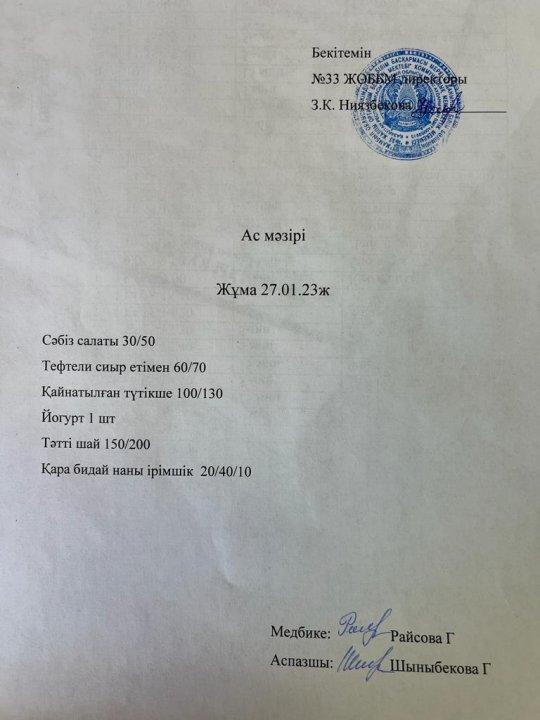 Бекітемін
№33 ЖОББМ директоры
З.К. Ниязбекова
Ас мәзірі
Жұма 27.01.23ж
Сәбіз салаты 30/50
Тефтели сиыр етімен 60/70
Қайнатылған түтікше 100/130
Йогурт 1 шт
Тәтті шай 150/200
Қара бидай наны ірімшік 20/40/10
Медбике: Райсова Г
Аспазшы: Шыныбекова Г